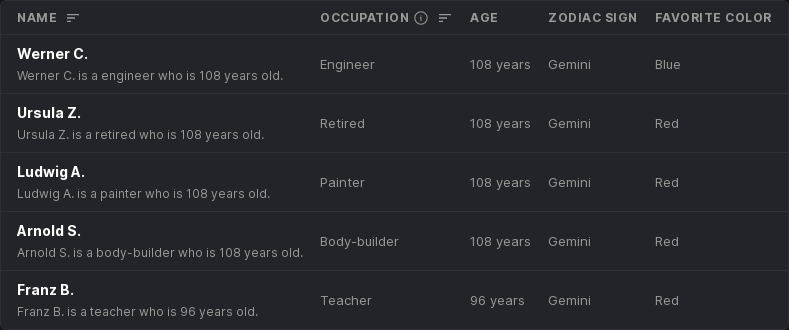 NAME OCCUPATION AGE ZODIAC SIGN FAVORITE COLOR
Werner C.
Werner C. is a engineer who is 108 years old.
Engineer 108 years Gemini Blue
Ursula Z.
Ursula Z. is a retired who is 108 years old.
Retired 108 years Gemini Red
Ludwig A.
Ludwig A. is a painter who is 108 years old.
Painter 108 years Gemini Red
Arnold S.
Arnold S. is a body-builder who is 108 years old.
Body-builder 108 years Gemini Red
Franz B.
Franz B. is a teacher who is 96 years old.
Teacher 96 years Gemini Red